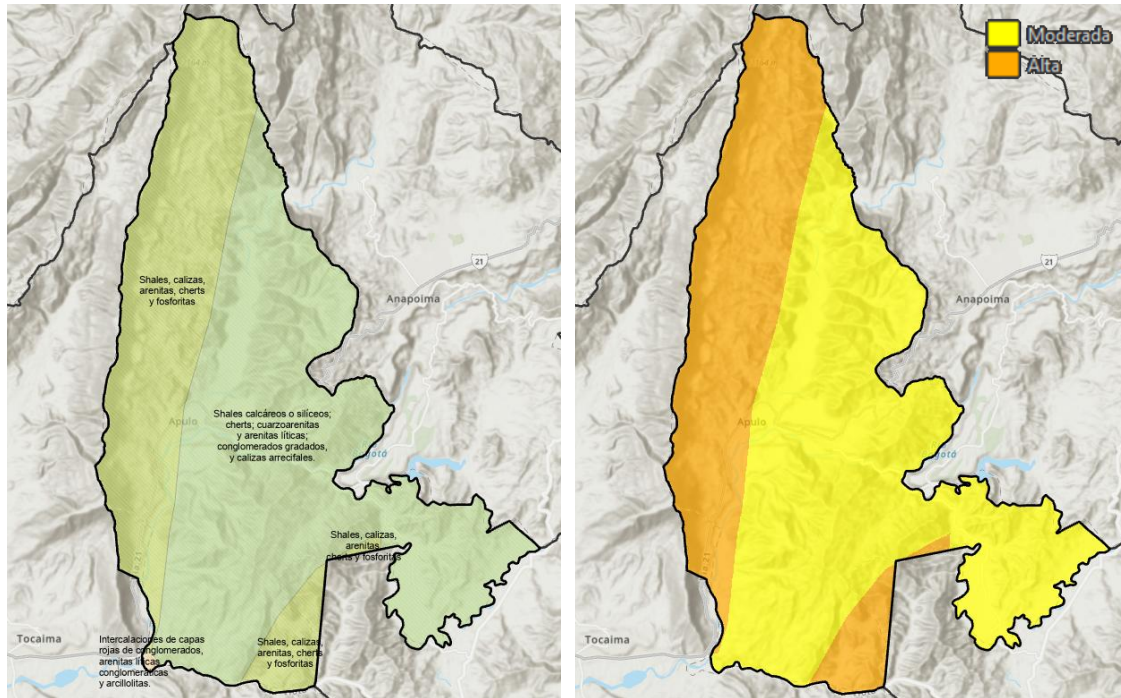 Shales, calizas,
arenitas, cherts
y fosforitas
21
Anapoima
Apulo
Shales calcáreos o silíceos;
cherts; cuarzoarenitas
y arenitas líticas;
conglomerados gradados,
y calizas arrecifales.
Shales, calizas,
arenitas,
cherts y fosforitas
Tocaima
Intercalaciones de capas
rojas de conglomerados,
arenitas líticas
conglomeráticas
y arcillolitas.
Shales, calizas,
arenitas, cherts
y fosforitas
Moderada
Alta
21
Anapoima
Apulo
Tocaima